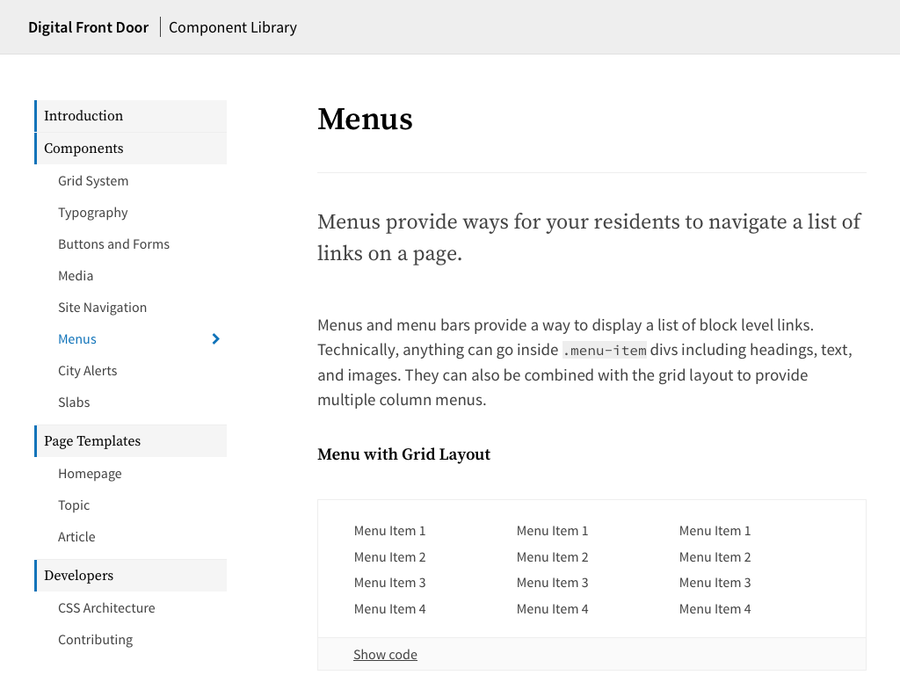 Digital Front Door | Component Library
Introduction
Components
Grid System
Typography
Buttons and Forms
Media
Site Navigation
Menus
City Alerts
Slabs
Page Templates
Homepage
Topic
Article
Developers
CSS Architecture
Contributing
Menus
Menus provide ways for your residents to navigate a list of
links on a page.
Menus and menu bars provide a way to display a list of block level links.
Technically, anything can go inside .menu-item divs including headings, text,
and images. They can also be combined with the grid layout to provide
multiple column menus.
Menu with Grid Layout
Menu Item 1 Menu Item 1 Menu Item 1
Menu Item 2 Menu Item 2 Menu Item 2
Menu Item 3 Menu Item 3 Menu Item 3
Menu Item 4 Menu Item 4 Menu Item 4
Show code